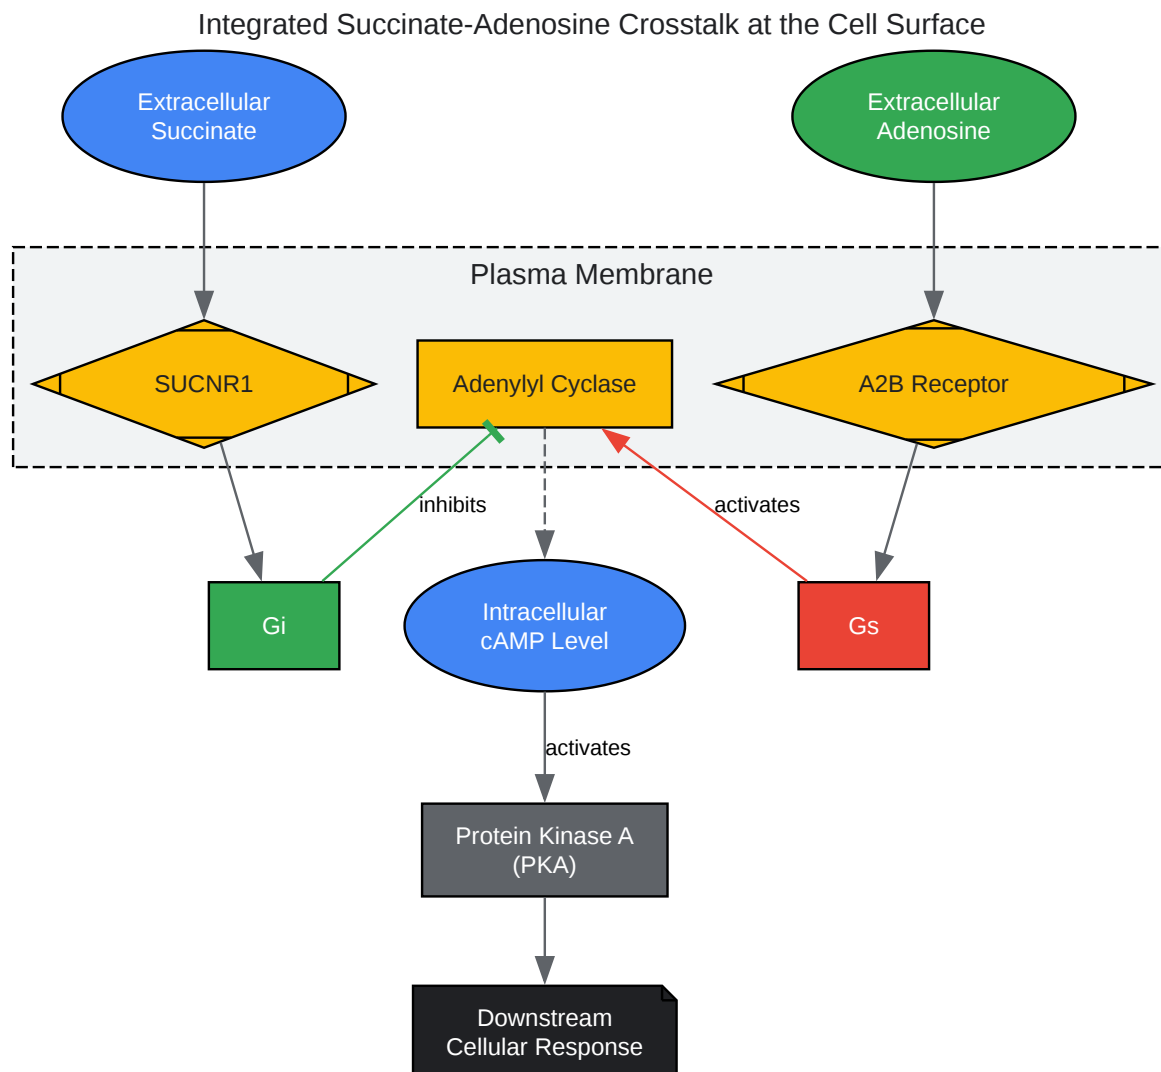 Integrated Succinate-Adenosine Crosstalk at the Cell Surface
Extracellular
Succinate
Extracellular
Adenosine
Plasma Membrane
SUCNR1
Adenylyl Cyclase
A2B Receptor
inhibits
activates
Gi
Intracellular
cAMP Level
Gs
activates
Protein Kinase A
(PKA)
Downstream
Cellular Response